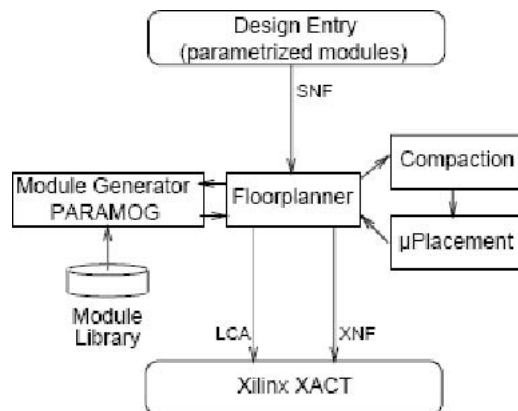 Design Entry
(parametrized modules)
SNF
Compaction
Module Generator
PARAMOG
Floorplanner
µPlacement
Module
Library
LCA
XNF
Xilinx XACT